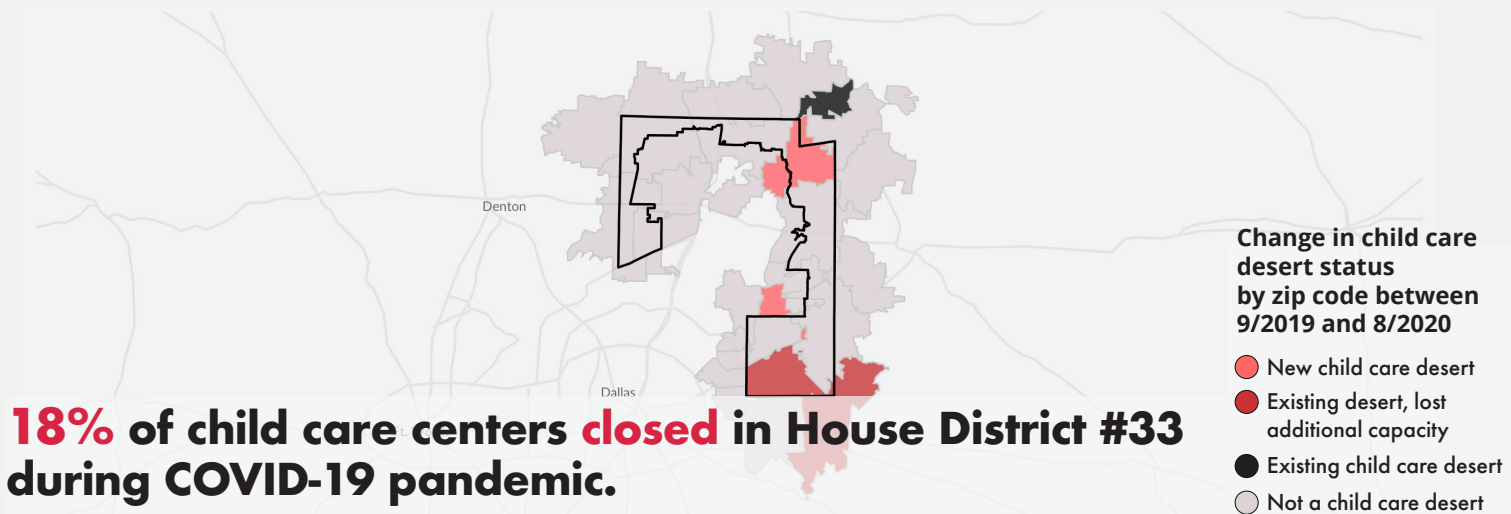 Denton
Dallas
18% of child care centers closed in House District #33
during COVID-19 pandemic.
Change in child care
desert status
by zip code between
9/2019 and 8/2020
New child care desert
Existing desert, lost
additional capacity
Existing child care desert
Not a child care desert